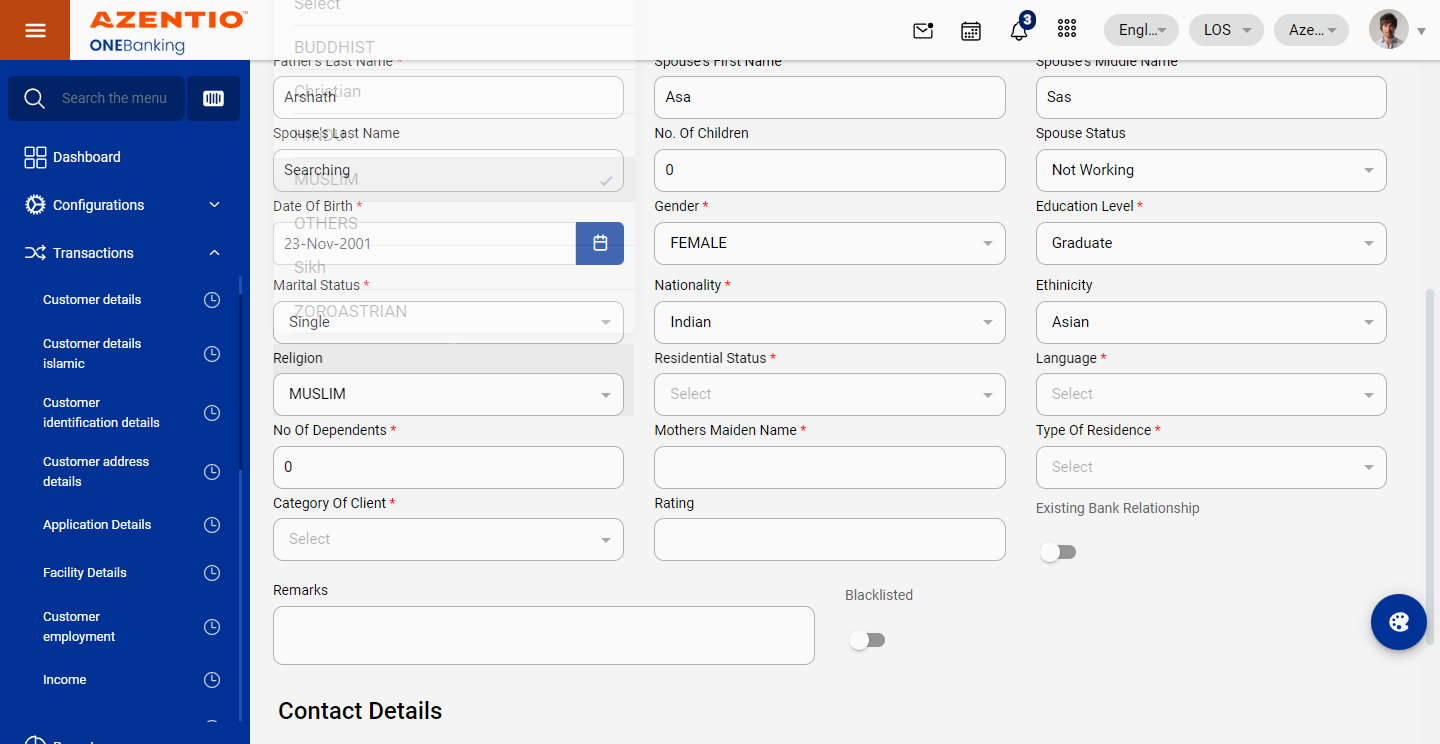 AZENTIO™
ONEBanking
Select
3
Engl...
LOS
Aze...
Search the menu
Dashboard
Configurations
Transactions
Customer details
Customer details
islamic
Customer
identification details
Customer address
details
Application Details
Facility Details
Customer
employment
Income
BUDDHIST
Christian
HINDU
MUSLIM
OTHERS
Sikh
ZOROASTRIAN
Father's Last Name *
Spouse's First Name
Spouse's Middle Name
Arshath
Asa
Sas
Spouse's Last Name
No. Of Children
Spouse Status
Searching
0
Not Working
Date Of Birth *
Gender *
Education Level *
23-Nov-2001
FEMALE
Graduate
Marital Status *
Nationality *
Ethinicity
Single
Indian
Asian
Religion
Residential Status *
Language *
MUSLIM
Select
Select
No Of Dependents *
Mothers Maiden Name *
Type Of Residence *
0
Select
Category Of Client *
Rating
Existing Bank Relationship
Select
Remarks
Blacklisted
Contact Details